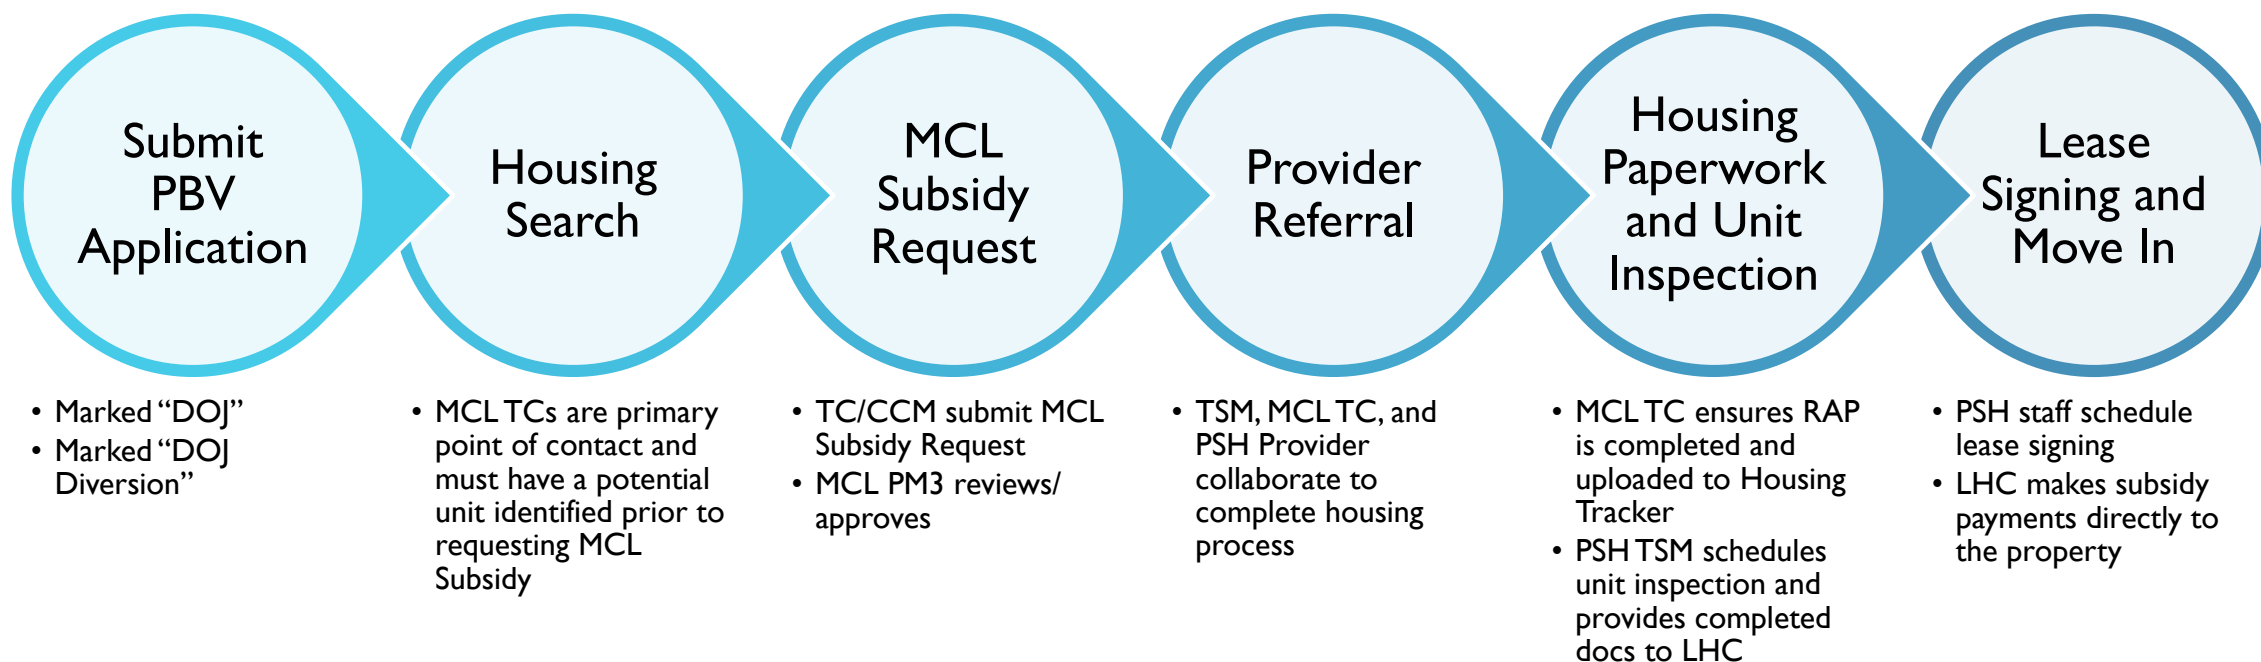 Submit
PBV
Application
• Marked “DOJ”
• Marked “DOJ
Diversion”
Housing
Search
• MCL TCs are primary
point of contact and
must have a potential
unit identified prior to
requesting MCL
Subsidy
MCL
Subsidy
Request
• TC/CCM submit MCL
Subsidy Request
• MCL PM3 reviews/
approves
Provider
Referral
• TSM, MCL TC, and
PSH Provider
collaborate to
complete housing
process
Housing
Paperwork
and Unit
Inspection
• MCL TC ensures RAP
is completed and
uploaded to Housing
Tracker
• PSH TSM schedules
unit inspection and
provides completed
docs to LHC
Lease
Signing and
Move In
• PSH staff schedule
lease signing
• LHC makes subsidy
payments directly to
the property